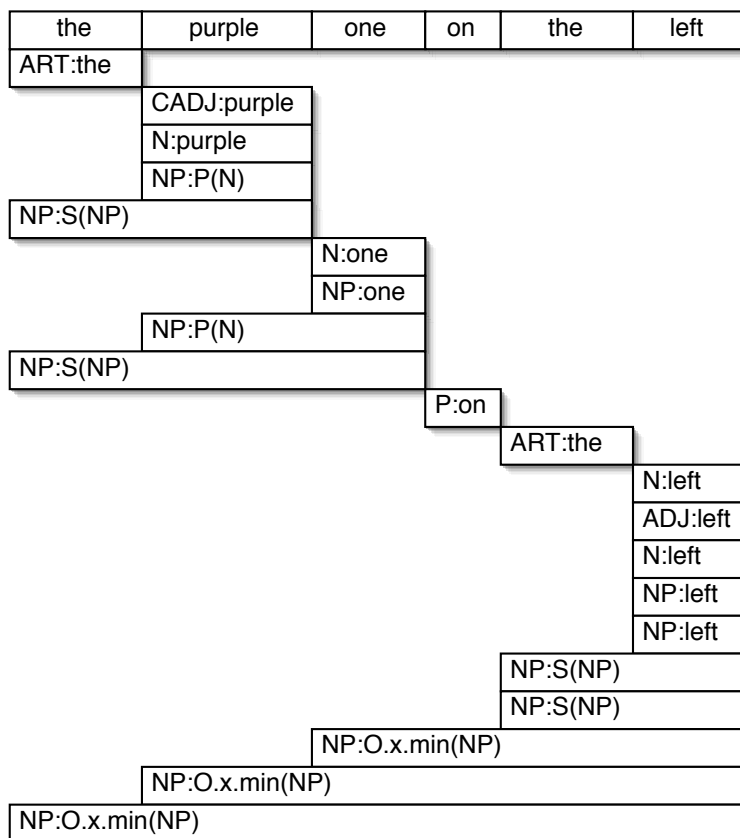 the purple one on the left
ART:the
CADJ:purple
N:purple
NP:P(N)
NP:S(NP)
N:one
NP:one
NP:P(N)
NP:S(NP)
P:on
ART:the
N:left
ADJ:left
N:left
NP:left
NP:left
NP:S(NP)
NP:S(NP)
NP:O.x.min(NP)
NP:O.x.min(NP)
NP:O.x.min(NP)